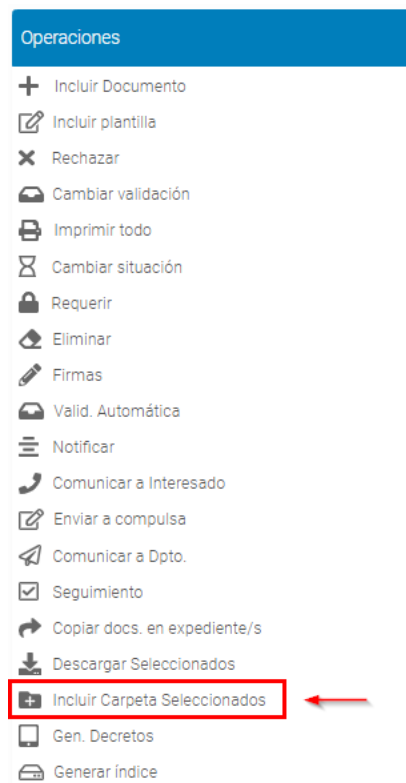 Operaciones
Incluir Documento
Incluir plantilla
Rechazar
Cambiar validación
Imprimir todo
Cambiar situación
Requerir
Eliminar
Firmas
Valid. Automática
Notificar
Comunicar a Interesado
Enviar a compulsa
Comunicar a Dpto.
Seguimiento
Copiar docs. en expediente/s
Descargar Seleccionados
Incluir Carpeta Seleccionados
Gen. Decretos
Generar índice